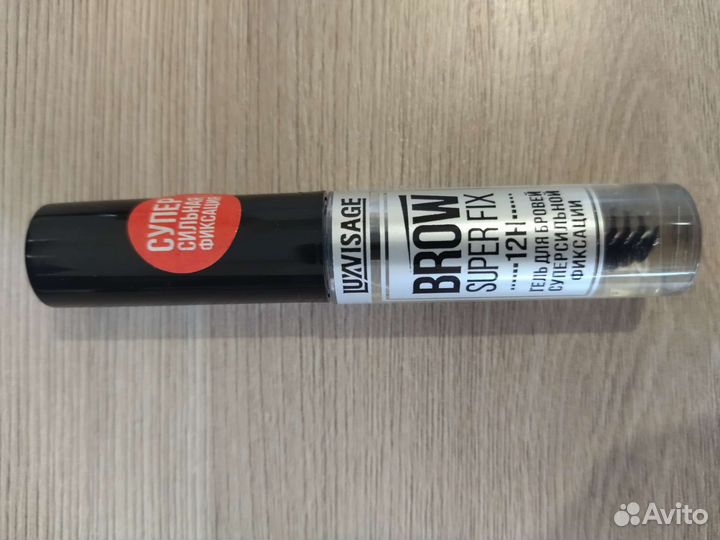 СУПЕР
СИЛЬНАЯ
ФИКСАЦИЯ
LUXVISAGE
BROW
SUPER FIX
12H
ГЕЛЬ ДЛЯ БРОВЕЙ
СУПЕРСИЛЬНОЙ
ФИКСАЦИИ
Avito